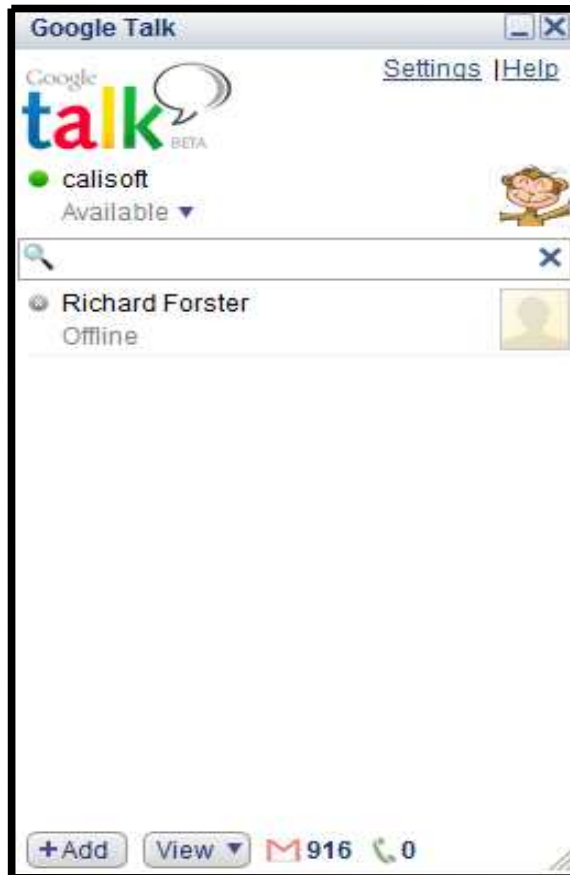 Google Talk
Settings |Help
Google
talk
BETA
calisoft
Available
Richard Forster
Offline
+Add View 916 0